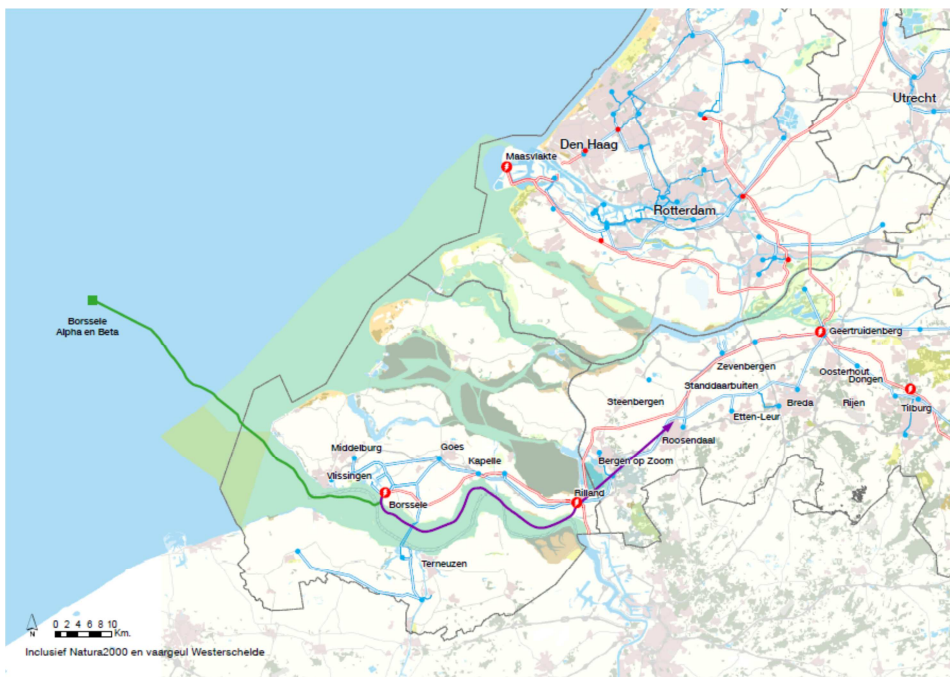 Utrecht
Den Haag
Maasvlakte
Rotterdam
Borssele
Alpha en Beta
Geertruidenberg
Zevenbergen
Oosterhout
Dongen
Standdaarbuiten
Steenbergen
Breda
Rijen
Tilburg
Etten-Leur
Roosendaal
Middelburg
Goes
Kapelle
Bergen op Zoom
Vlissingen
Rilland
Borssele
Terneuzen
N
0 2 4 6 8 10
Km.
Inclusief Natura2000 en vaargeul Westerschelde